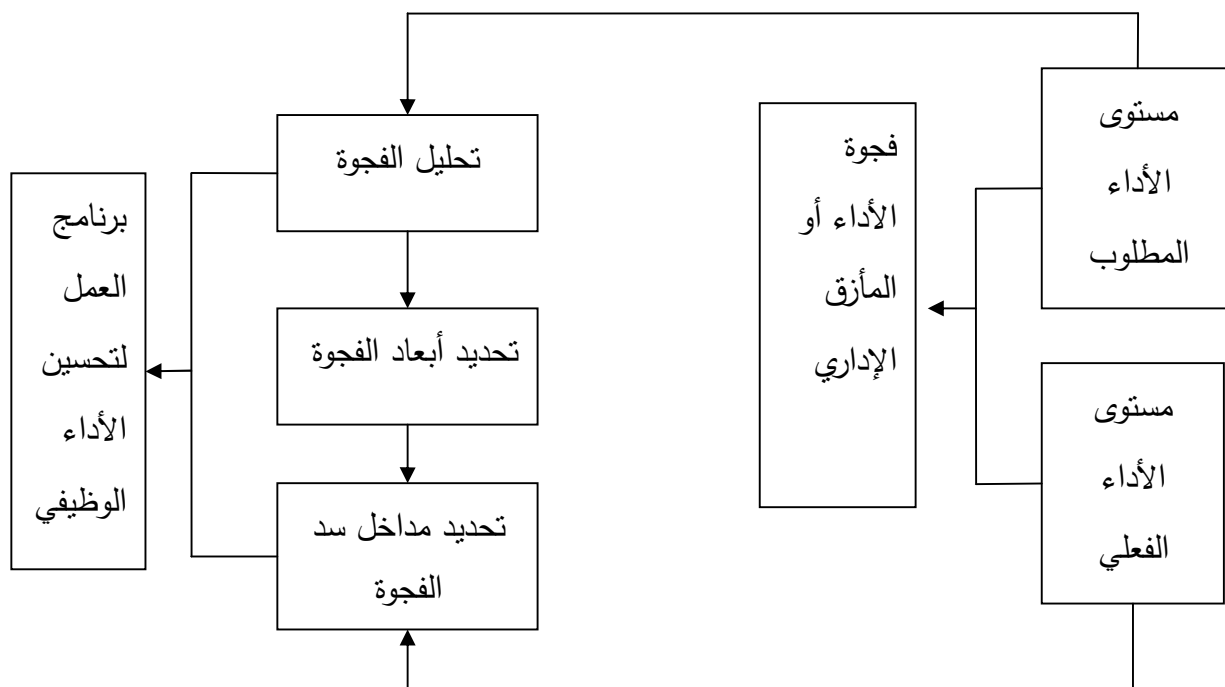 مستوى
الأداء
المطلوب
مستوى
الأداء
الفعلي
فجوة
الأداء أو
المأزق
الإداري
تحليل الفجوة
تحديد أبعاد الفجوة
تحديد مداخل سد
الفجوة
برنامج
العمل
لتحسين
الأداء
الوظيفي